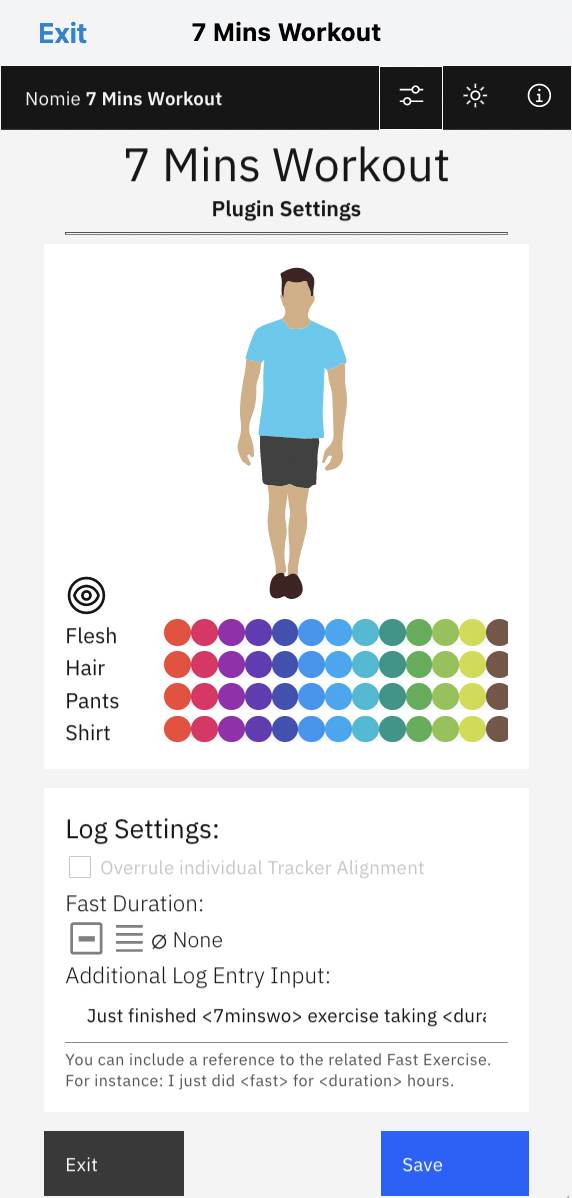 Exit 7 Mins Workout
Nomie 7 Mins Workout
7 Mins Workout
Plugin Settings
Flesh
Hair
Pants
Shirt
Log Settings:
Overrule individual Tracker Alignment
Fast Duration:
∅ None
Additional Log Entry Input:
Just finished <7minswo> exercise taking <dura
You can include a reference to the related Fast Exercise.
For instance: I just did <fast> for <duration> hours.
Exit Save